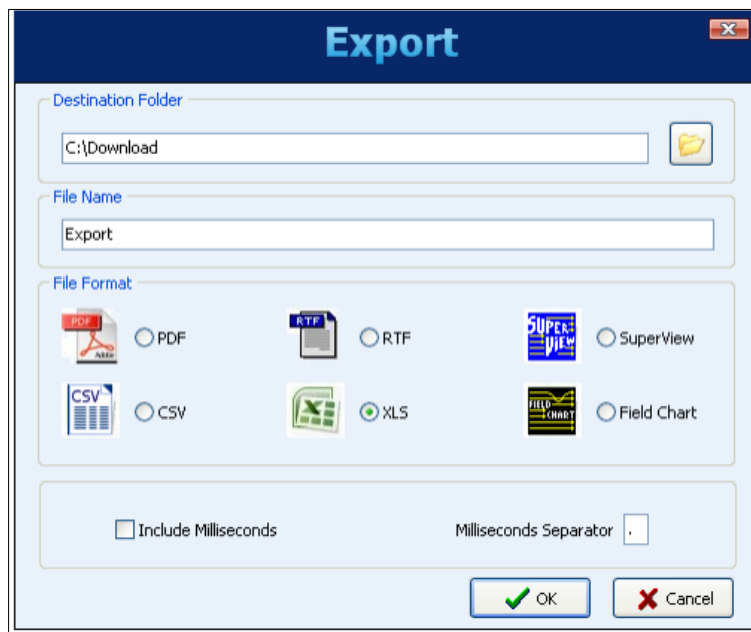 Export
Destination Folder
C:\Download
File Name
Export
File Format
PDF
Adobe
PDF
RTF
RTF
SUPER VIEW
SuperView
CSV
CSV
XLS
FIELD CHART
Field Chart
Include Milliseconds
Milliseconds Separator .
OK
Cancel